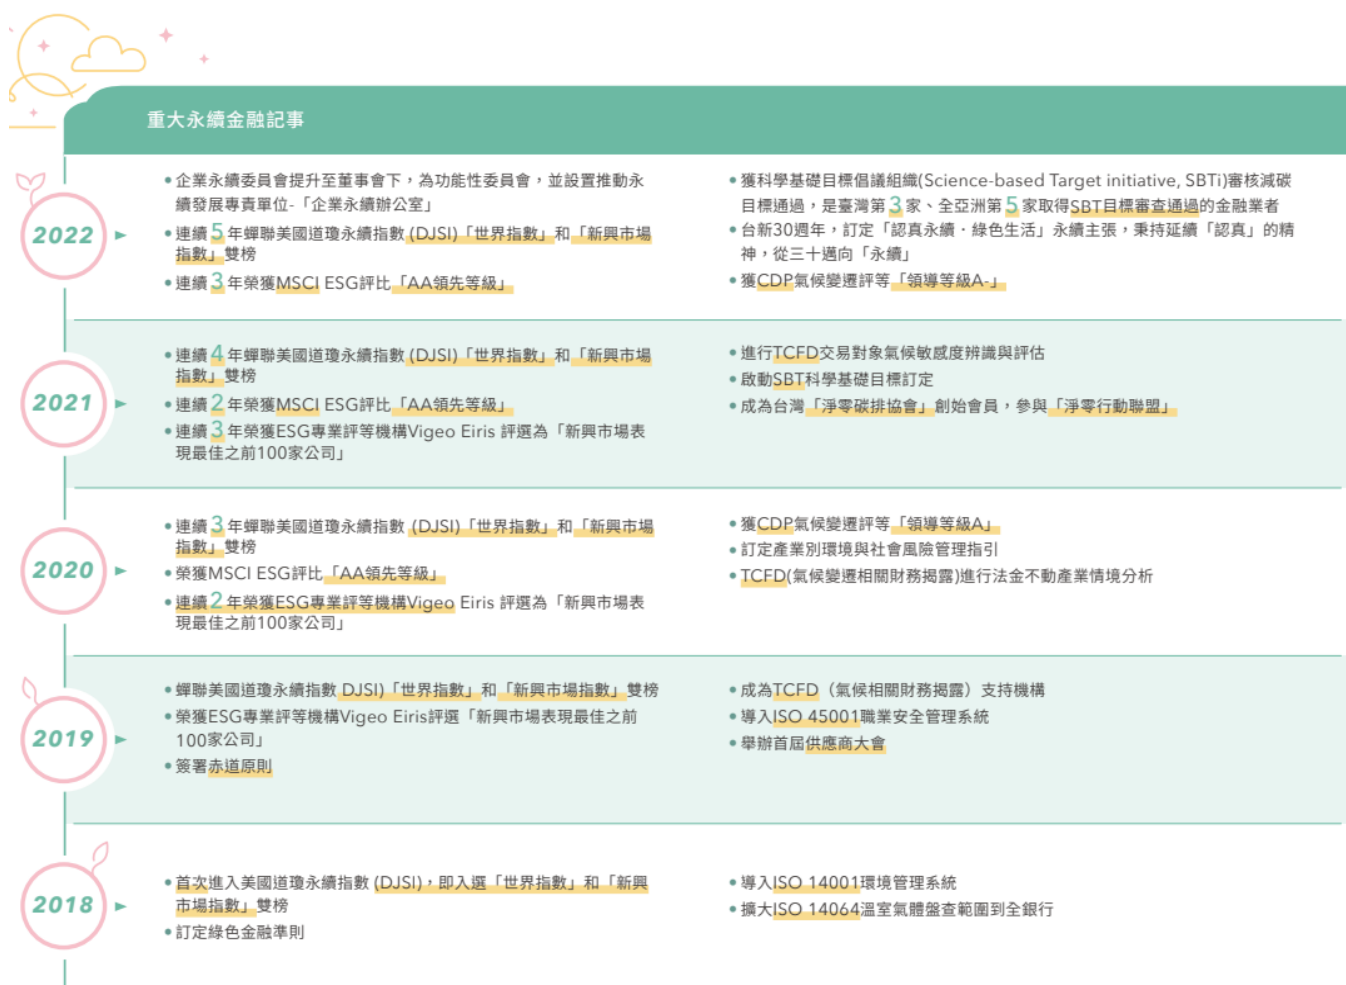 重大永續金融記事
2022
•企業永續委員會提升至董事會下，為功能性委員會，並設置推動永
續發展專責單位-「企業永續辦公室」
•連續5年蟬聯美國道瓊永續指數 (DJSI)「世界指數」和「新興市場
指數」雙榜
•連續3年榮獲MSCI ESG評比「AA領先等級」
•獲科學基礎目標倡議組織(Science-based Target initiative, SBTi)審核減碳
目標通過，是臺灣第3家、全亞洲第5家取得SBT目標審查通過的金融業者
•台新30週年，訂定「認真永續．綠色生活」永續主張，秉持延續「認真」的精
神，從三十邁向「永續」
•獲CDP氣候變遷評等「領導等級A-」
2021
•連續4年蟬聯美國道瓊永續指數 (DJSI)「世界指數」和「新興市場
指數」雙榜
•連續2年榮獲MSCI ESG評比「AA領先等級」
•連續3年榮獲ESG專業評等機構Vigeo Eiris 評選為「新興市場表
現最佳之前100家公司」
•進行TCFD交易對象氣候敏感度辨識與評估
•啟動SBT科學基礎目標訂定
•成為台灣「淨零碳排協會」創始會員，參與「淨零行動聯盟」
2020
•連續3年蟬聯美國道瓊永續指數 (DJSI)「世界指數」和「新興市場
指數」雙榜
•榮獲MSCI ESG評比「AA領先等級」
•連續2年榮獲ESG專業評等機構Vigeo Eiris 評選為「新興市場表
現最佳之前100家公司」
•獲CDP氣候變遷評等「領導等級A」
•訂定產業別環境與社會風險管理指引
•TCFD(氣候變遷相關財務揭露)進行法金不動產業情境分析
2019
•蟬聯美國道瓊永續指數 DJSI)「世界指數」和「新興市場指數」雙榜
•榮獲ESG專業評等機構Vigeo Eiris評選「新興市場表現最佳之前
100家公司」
•簽署赤道原則
•成為TCFD（氣候相關財務揭露）支持機構
•導入ISO 45001職業安全管理系統
•舉辦首屆供應商大會
2018
•首次進入美國道瓊永續指數 (DJSI)，即入選「世界指數」和「新興
市場指數」雙榜
•訂定綠色金融準則
•導入ISO 14001環境管理系統
•擴大ISO 14064溫室氣體盤查範圍到全銀行